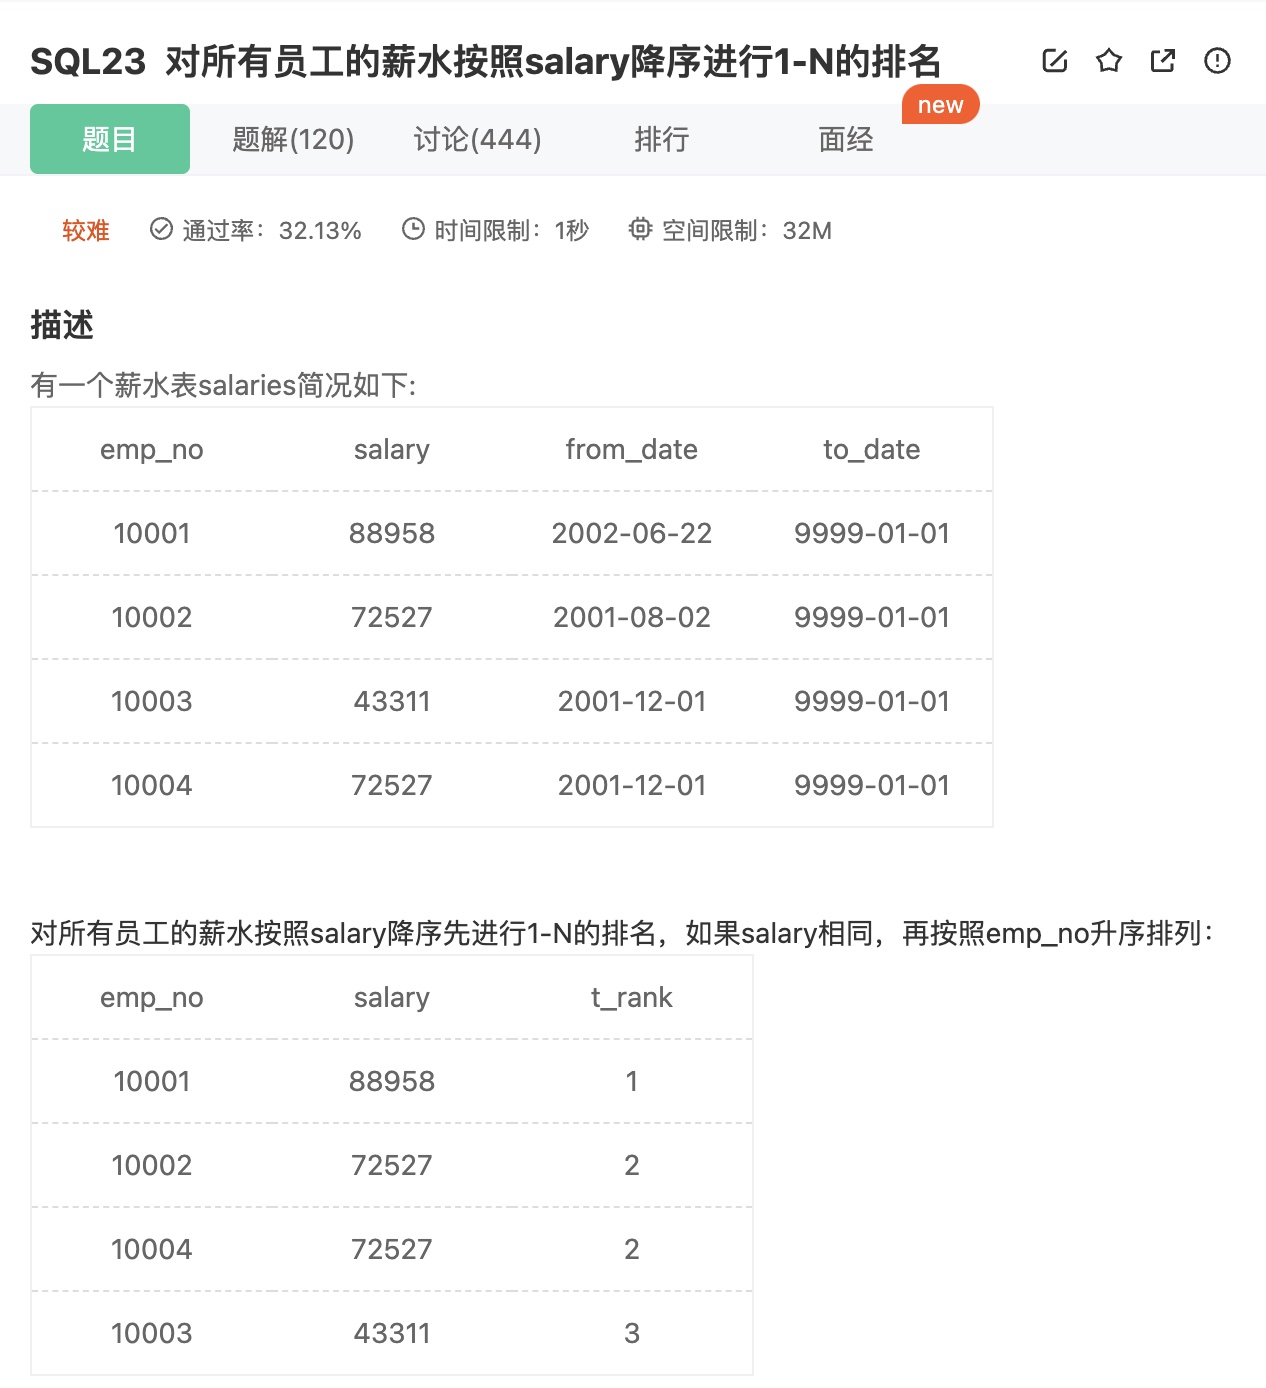 SQL23 对所有员工的薪水按照salary降序进行1-N的排名
new
题目 题解(120) 讨论(444) 排行 面经
较难 通过率：32.13% 时间限制：1秒 空间限制：32M
描述
有一个薪水表salaries简况如下:
emp_no salary from_date to_date
10001 88958 2002-06-22 9999-01-01
10002 72527 2001-08-02 9999-01-01
10003 43311 2001-12-01 9999-01-01
10004 72527 2001-12-01 9999-01-01
对所有员工的薪水按照salary降序先进行1-N的排名，如果salary相同，再按照emp_no升序排列：
emp_no salary t_rank
10001 88958 1
10002 72527 2
10004 72527 2
10003 43311 3